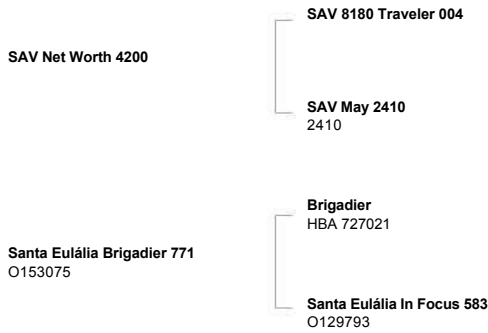 SAV 8180 Traveler 004
SAV Net Worth 4200
SAV May 2410
2410
Brigadier
HBA 727021
Santa Eulália Brigadier 771
O153075
Santa Eulália In Focus 583
O129793